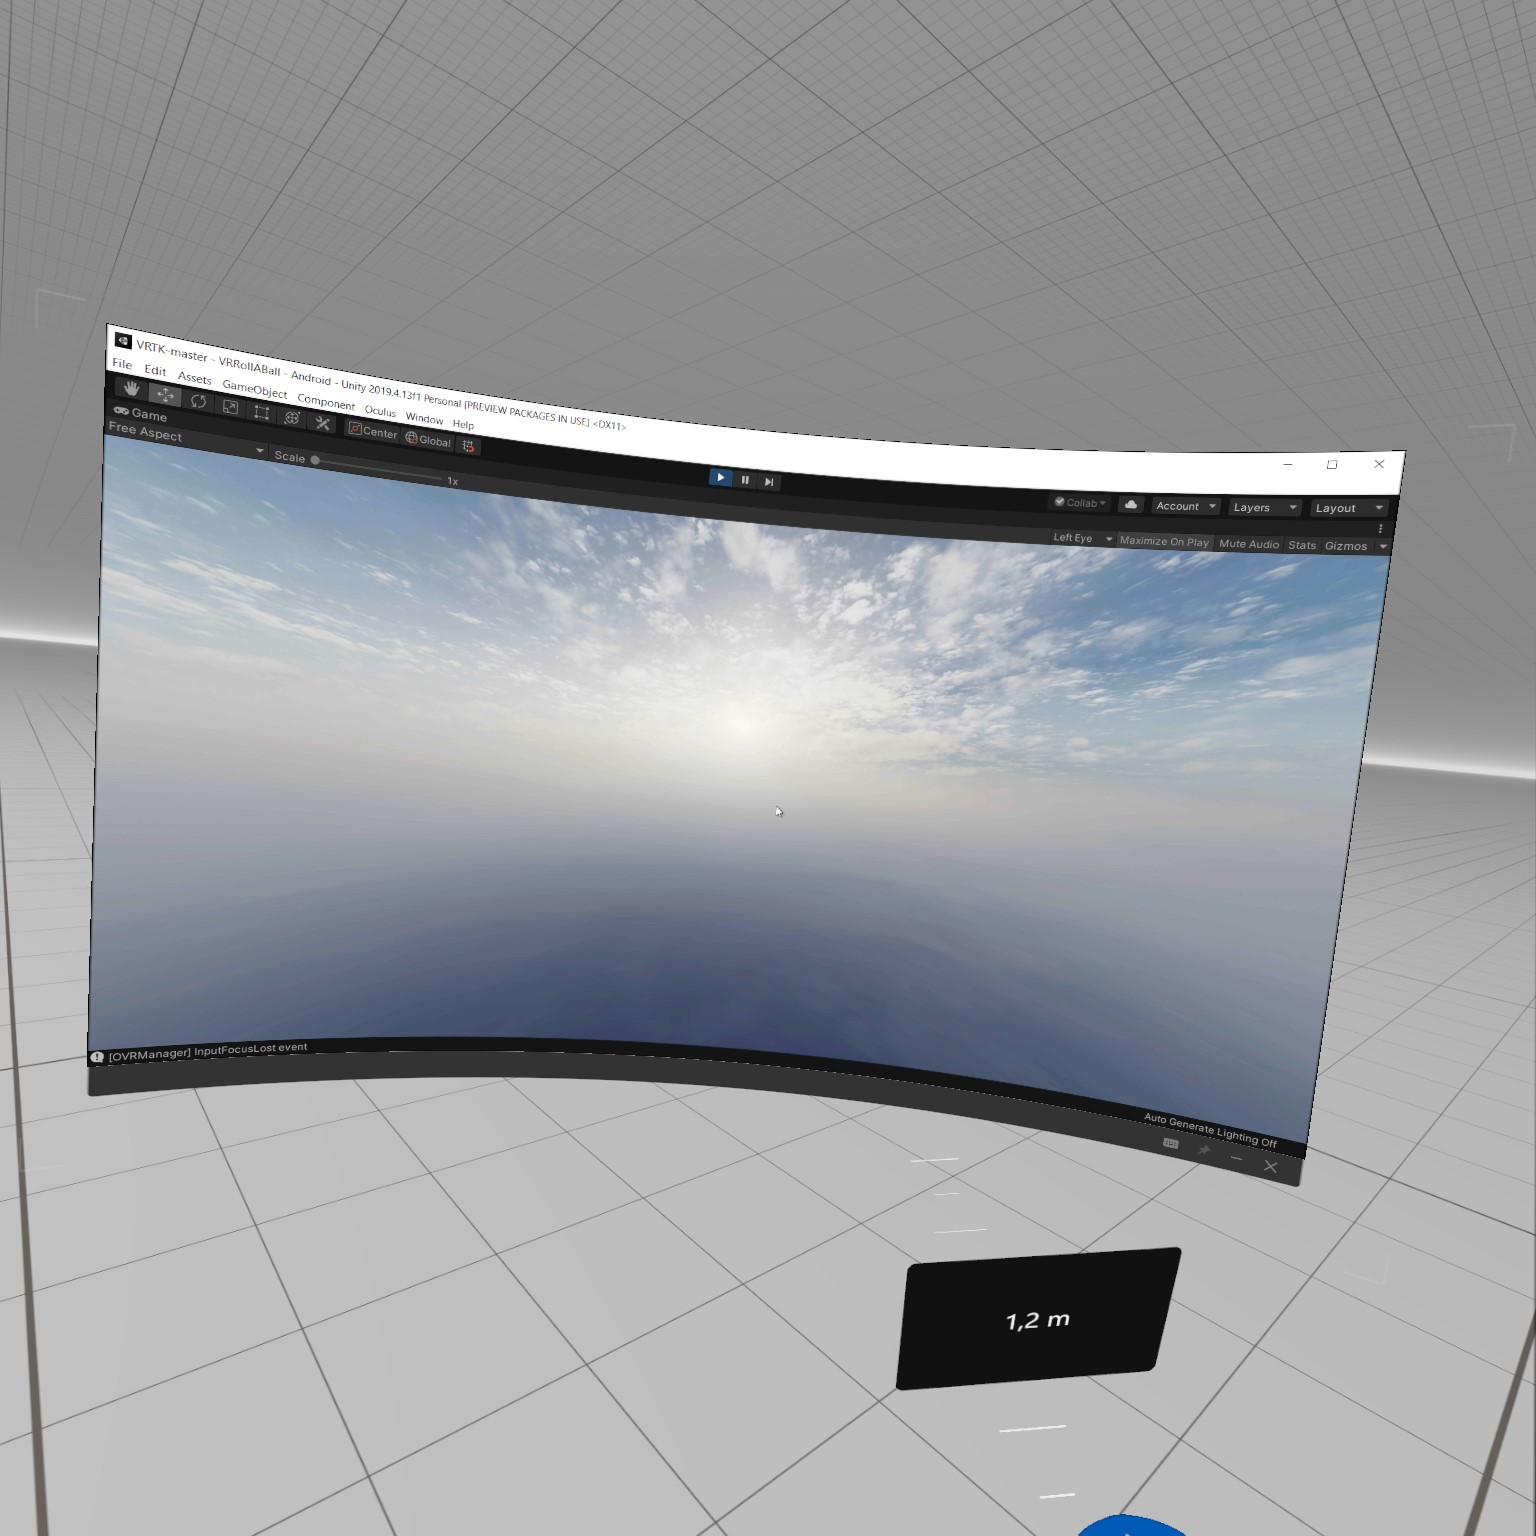 VRTK-master - VRRollABall - Android - Unity 2019.4.13f1 Personal [PREVIEW PACKAGES IN USE] <DX11>
File Edit Assets GameObject Component Oculus Window Help
Center Global
Collab Account Layers Layout
Game
Free Aspect Scale 1x Left Eye Maximize On Play Mute Audio Stats Gizmos
[OVRManager] InputFocusLost event
Auto Generate Lighting Off
1,2 m